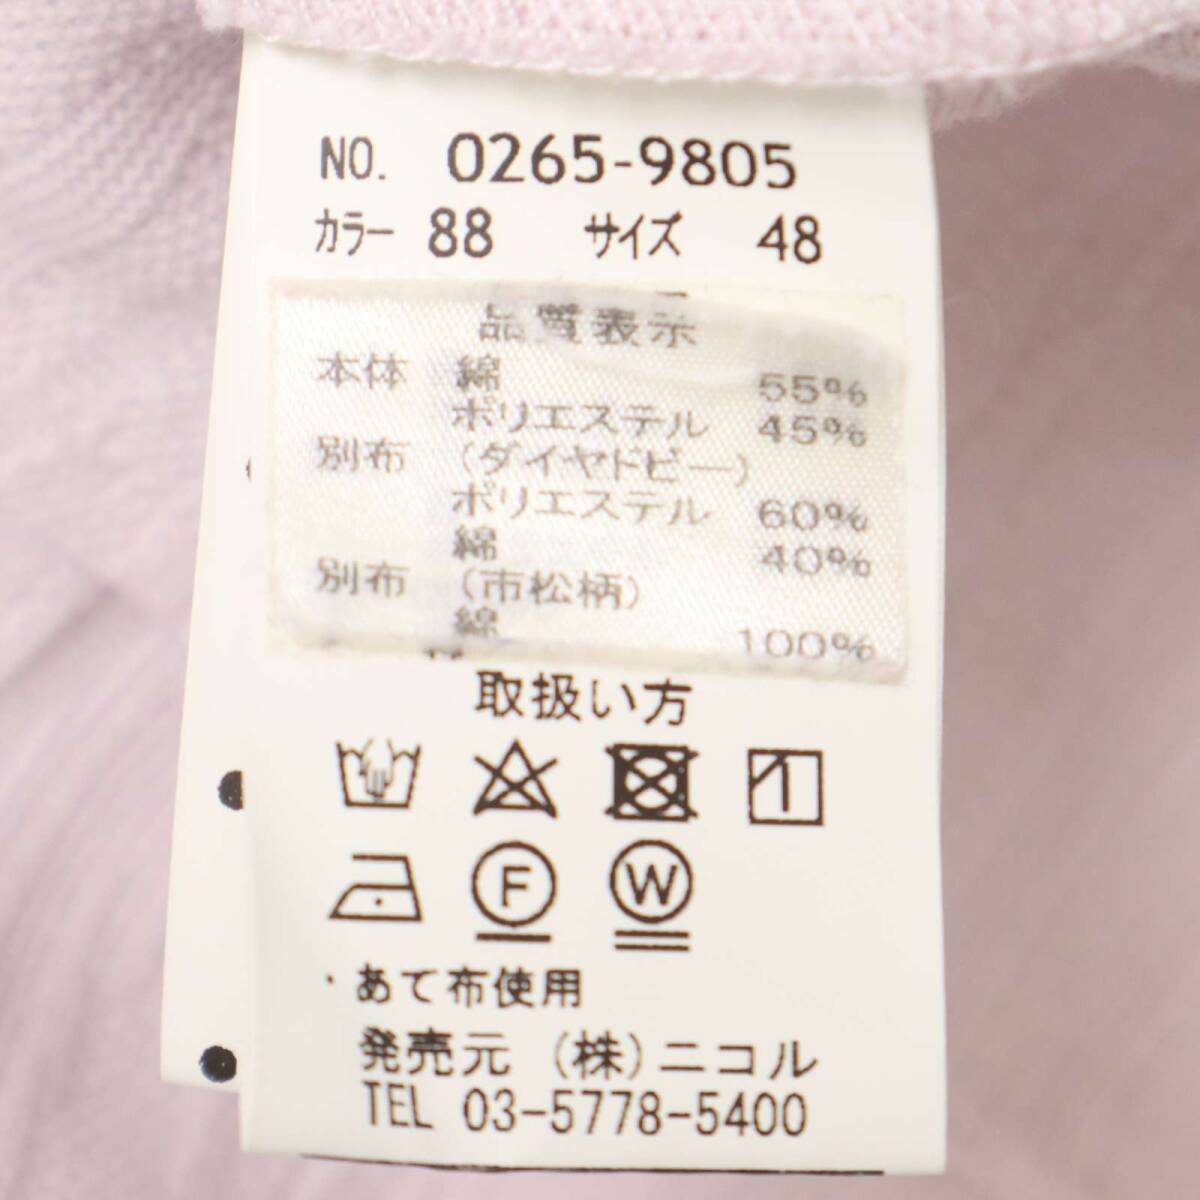 NO. 0265-9805
カラー 88 サイズ 48
品質表示
本体 綿 55%
ポリエステル 45%
別布 (ダイヤドビー)
ポリエステル 60%
綿 40%
別布 (市松柄)
綿 100%
取扱い方
F W
・あて布使用
発売元 (株)ニコル
TEL 03-5778-5400